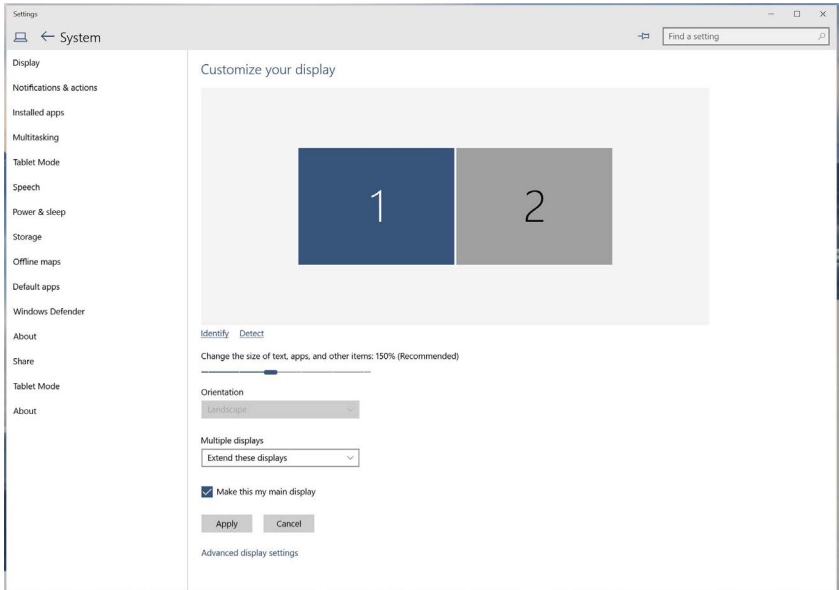 Settings
System
Find a setting
Display
Notifications & actions
Installed apps
Multitasking
Tablet Mode
Speech
Power & sleep
Storage
Offline maps
Default apps
Windows Defender
About
Share
Tablet Mode
About
Customize your display
1
2
Identify Detect
Change the size of text, apps, and other items: 150% (Recommended)
Orientation
Landscape
Multiple displays
Extend these displays
Make this my main display
Apply Cancel
Advanced display settings